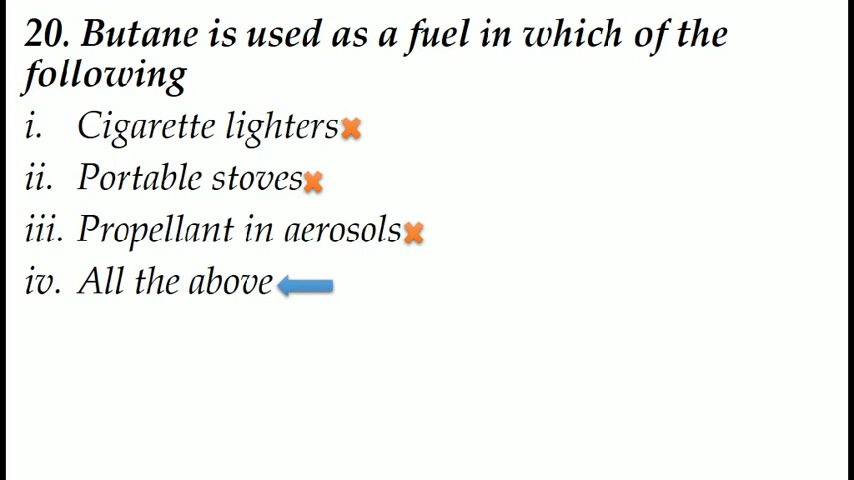 20. Butane is used as a fuel in which of the
following
i. Cigarette lighters
ii. Portable stoves
iii. Propellant in aerosols
iv. All the above